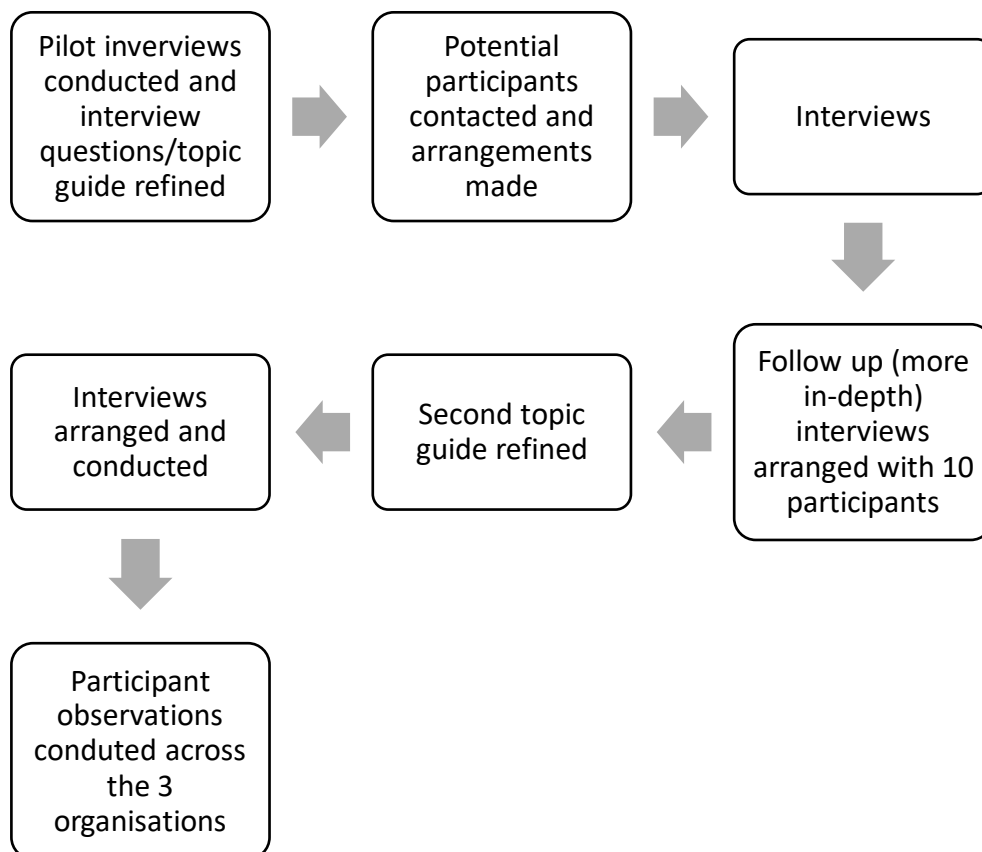 Pilot inverviews
conducted and
interview
questions/topic
guide refined
Potential
participants
contacted and
arrangements
made
Interviews
Follow up (more
in-depth)
interviews
arranged with 10
participants
Second topic
guide refined
Interviews
arranged and
conducted
Participant
observations
conduted across
the 3
organisations